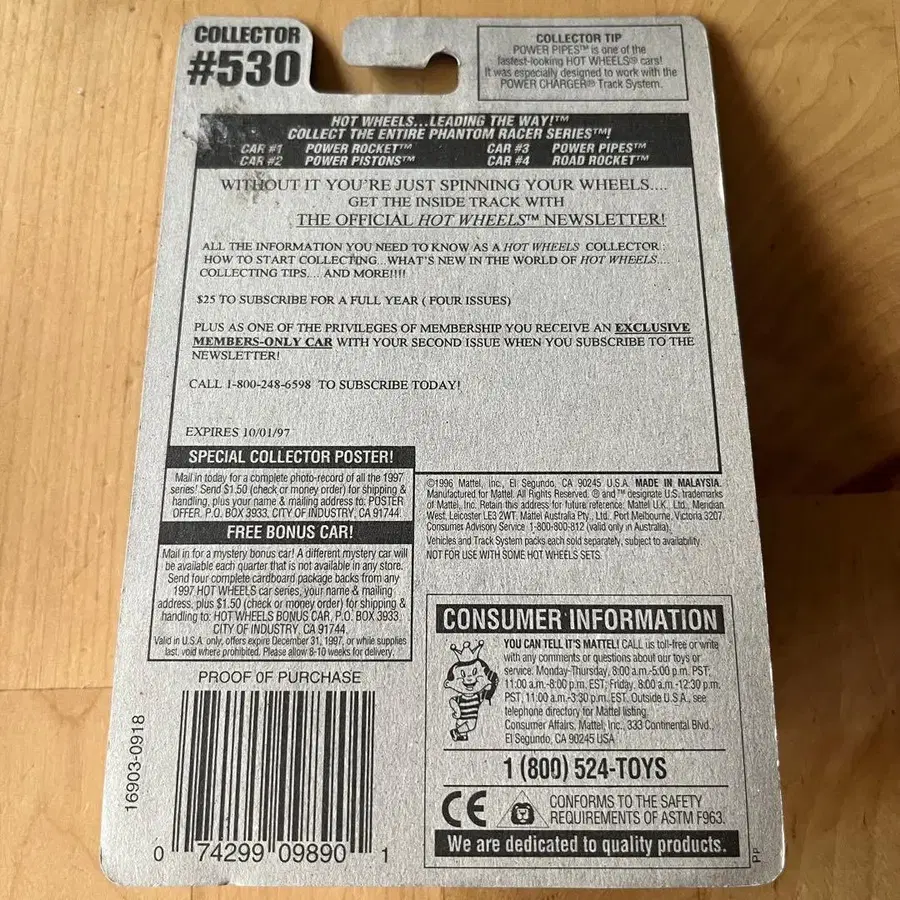 COLLECTOR
#530
COLLECTOR TIP
POWER PIPES™ is one of the
fastest-looking HOT WHEELS® cars!
It was especially designed to work with the
POWER CHARGER® Track System.
HOT WHEELS...LEADING THE WAY!™
COLLECT THE ENTIRE PHANTOM RACER SERIES™!
CAR #1 POWER ROCKET™ CAR #3 POWER PIPES™
CAR #2 POWER PISTONS™ CAR #4 ROAD ROCKET™
WITHOUT IT YOU'RE JUST SPINNING YOUR WHEELS....
GET THE INSIDE TRACK WITH
THE OFFICIAL HOT WHEELS™ NEWSLETTER!
ALL THE INFORMATION YOU NEED TO KNOW AS A HOT WHEELS COLLECTOR:
HOW TO START COLLECTING...WHAT'S NEW IN THE WORLD OF HOT WHEELS....
COLLECTING TIPS.... AND MORE!!!!
$25 TO SUBSCRIBE FOR A FULL YEAR ( FOUR ISSUES)
PLUS AS ONE OF THE PRIVILEGES OF MEMBERSHIP YOU RECEIVE AN EXCLUSIVE
MEMBERS-ONLY CAR WITH YOUR SECOND ISSUE WHEN YOU SUBSCRIBE TO THE
NEWSLETTER!
CALL 1-800-248-6598 TO SUBSCRIBE TODAY!
EXPIRES 10/01/97
SPECIAL COLLECTOR POSTER!
Mail in today for a complete photo-record of all the 1997
series! Send $1.50 (check or money order) for shipping &
handling, plus your name & mailing address to: POSTER
OFFER, P.O. BOX 3933, CITY OF INDUSTRY, CA 91744.
FREE BONUS CAR!
Mail in for a mystery bonus car! A different mystery car will
be available each quarter that is not available in any store.
Send four complete cardboard package backs from any
1997 HOT WHEELS car series, your name & mailing
address, plus $1.50 (check or money order) for shipping &
handling to: HOT WHEELS BONUS CAR, P.O. BOX 3933,
CITY OF INDUSTRY, CA 91744.
Valid in U.S.A. only, offers expire December 31, 1997, or while supplies
last, void where prohibited. Please allow 8-10 weeks for delivery.
©1996 Mattel, Inc., El Segundo, CA 90245 U.S.A. MADE IN MALAYSIA.
Manufactured for Mattel. All Rights Reserved. ® and ™ designate U.S. trademarks
of Mattel, Inc. Retain this address for future reference: Mattel U.K., Ltd., Meridian
West, Leicester LE3 2WT. Mattel Australia Pty., Ltd., Port Melbourne, Victoria 3207.
Consumer Advisory Service 1-800-800-812 (valid only in Australia).
Vehicles and Track System packs each sold separately, subject to availability.
NOT FOR USE WITH SOME HOT WHEELS SETS.
CONSUMER INFORMATION
YOU CAN TELL IT'S MATTEL! CALL us toll-free or write
with any comments or questions about our toys or
service. Monday-Thursday, 8:00 a.m.-5:00 p.m. PST,
11:00 a.m.-8:00 p.m. EST; Friday, 8:00 a.m.-12:30 p.m.
PST, 11:00 a.m.-3:30 p.m. EST. Outside U.S.A., see
telephone directory for Mattel listing.
Consumer Affairs, Mattel, Inc., 333 Continental Blvd.,
El Segundo, CA 90245 USA
1 (800) 524-TOYS
CE
CONFORMS TO THE SAFETY
REQUIREMENTS OF ASTM F963.
We are dedicated to quality products.
PROOF OF PURCHASE
16903-0918
0 74299 09890 1
PP